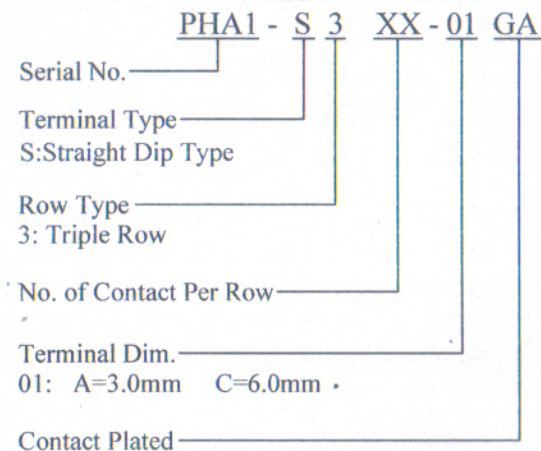 PHA1 - S 3 XX - 01 GA
Serial No.
Terminal Type
S:Straight Dip Type
Row Type
3: Triple Row
No. of Contact Per Row
Terminal Dim.
01: A=3.0mm C=6.0mm
Contact Plated